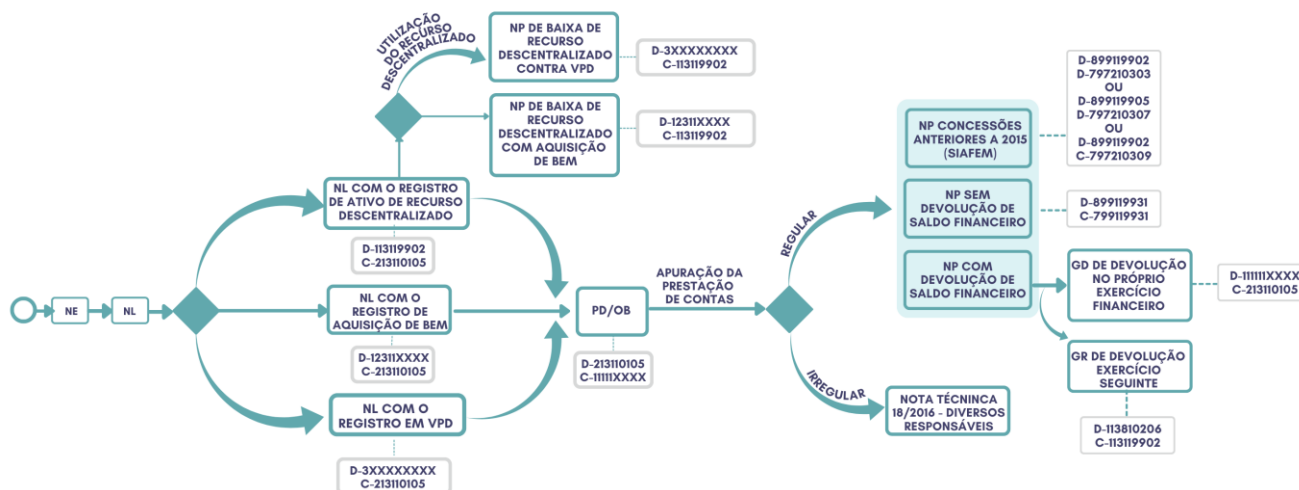 NE
NL
NL COM O REGISTRO
DE ATIVO DE RECURSO
DESCENTRALIZADO
D-113119902
C-213110105
UTILIZAÇÃO
DO RECURSO
DESCENTRALIZADO
NP DE BAIXA DE
RECURSO
DESCENTRALIZADO
CONTRA VPD
D-3XXXXXXXX
C-113119902
NP DE BAIXA DE
RECURSO
DESCENTRALIZADO
COM AQUISIÇÃO
DE BEM
D-12311XXXX
C-113119902
NL COM O
REGISTRO DE
AQUISIÇÃO DE BEM
D-12311XXXX
C-213110105
NL COM O
REGISTRO EM VPD
D-3XXXXXXXX
C-213110105
PD/OB
D-213110105
C-11111XXXX
APURAÇÃO DA
PRESTAÇÃO
DE CONTAS
REGULAR
NP CONCESSÕES
ANTERIORES A 2015
(SIAFEM)
D-899119902
D-797210303
OU
D-899119905
D-797210307
OU
D-899119902
C-797210309
NP SEM
DEVOLUÇÃO DE
SALDO FINANCEIRO
D-899119931
C-799119931
NP COM
DEVOLUÇÃO DE
SALDO FINANCEIRO
GD DE DEVOLUÇÃO
NO PRÓPRIO
EXERCÍCIO
FINANCEIRO
D-111111XXXX
C-213110105
GR DE DEVOLUÇÃO
EXERCÍCIO
SEGUINTE
D-113810206
C-113119902
IRREGULAR
NOTA TÉCNINCA
18/2016 - DIVERSOS
RESPONSÁVEIS